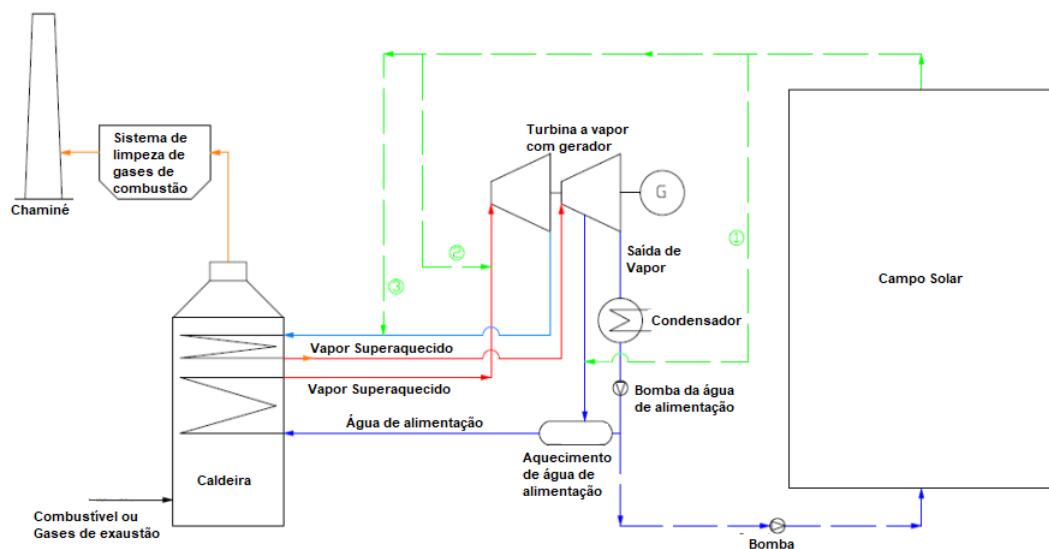 Chaminé
Sistema de
limpeza de
gases de
combustão
Turbina a vapor
com gerador
G
Saída de
Vapor
①
②
③
Campo Solar
Condensador
Vapor Superaquecido
Vapor Superaquecido
Bomba da água
de alimentação
Água de alimentação
Aquecimento
de água de
alimentação
Caldeira
Combustível ou
Gases de exaustão
Bomba